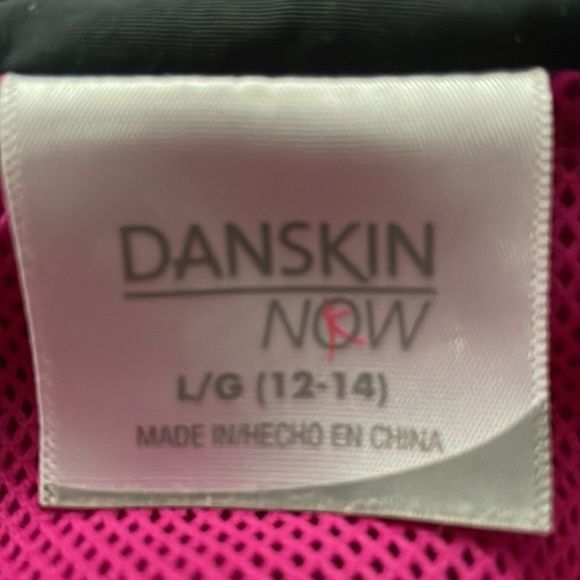 DANSKIN
NOW
L/G (12-14)
MADE IN/HECHO EN CHINA